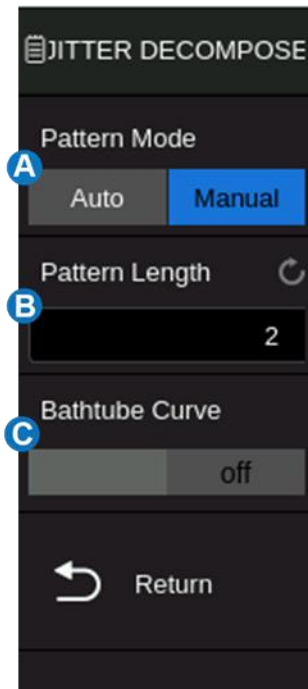 JITTER DECOMPOSE
Pattern Mode
A
Auto Manual
Pattern Length
B
2
Bathtube Curve
C
off
Return